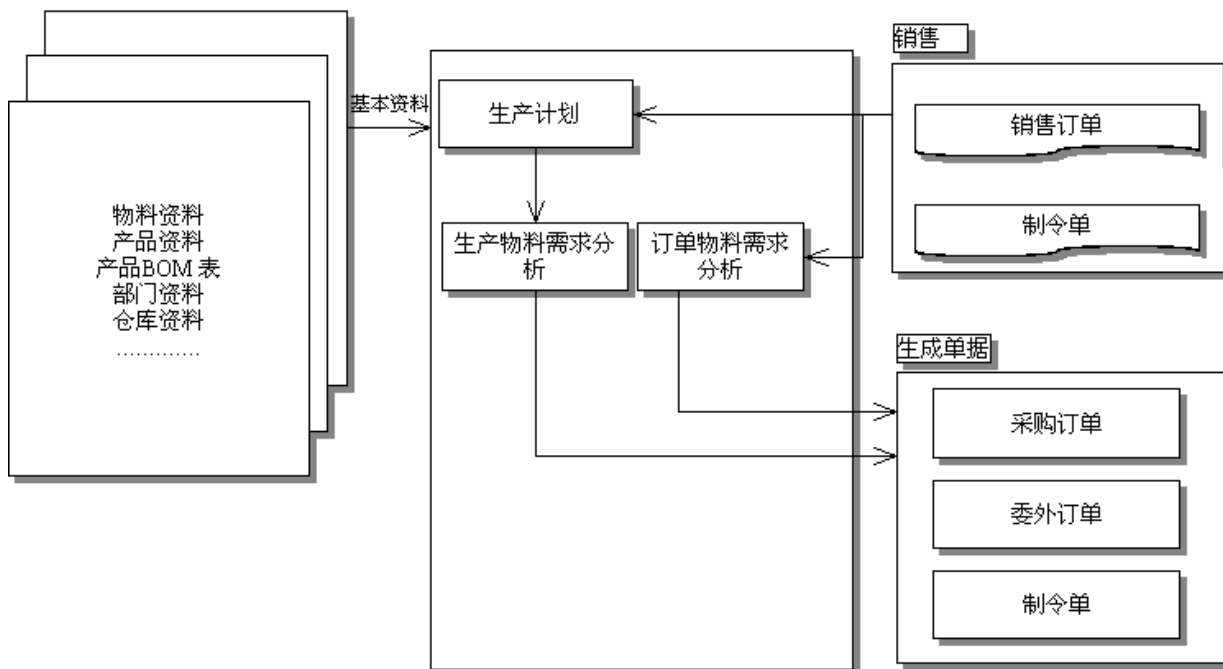 物料资料
产品资料
产品BOM 表
部门资料
仓库资料
.............
基本资料
生产计划
生产物料需求分
析
订单物料需求
分析
销售
销售订单
制令单
生成单据
采购订单
委外订单
制令单